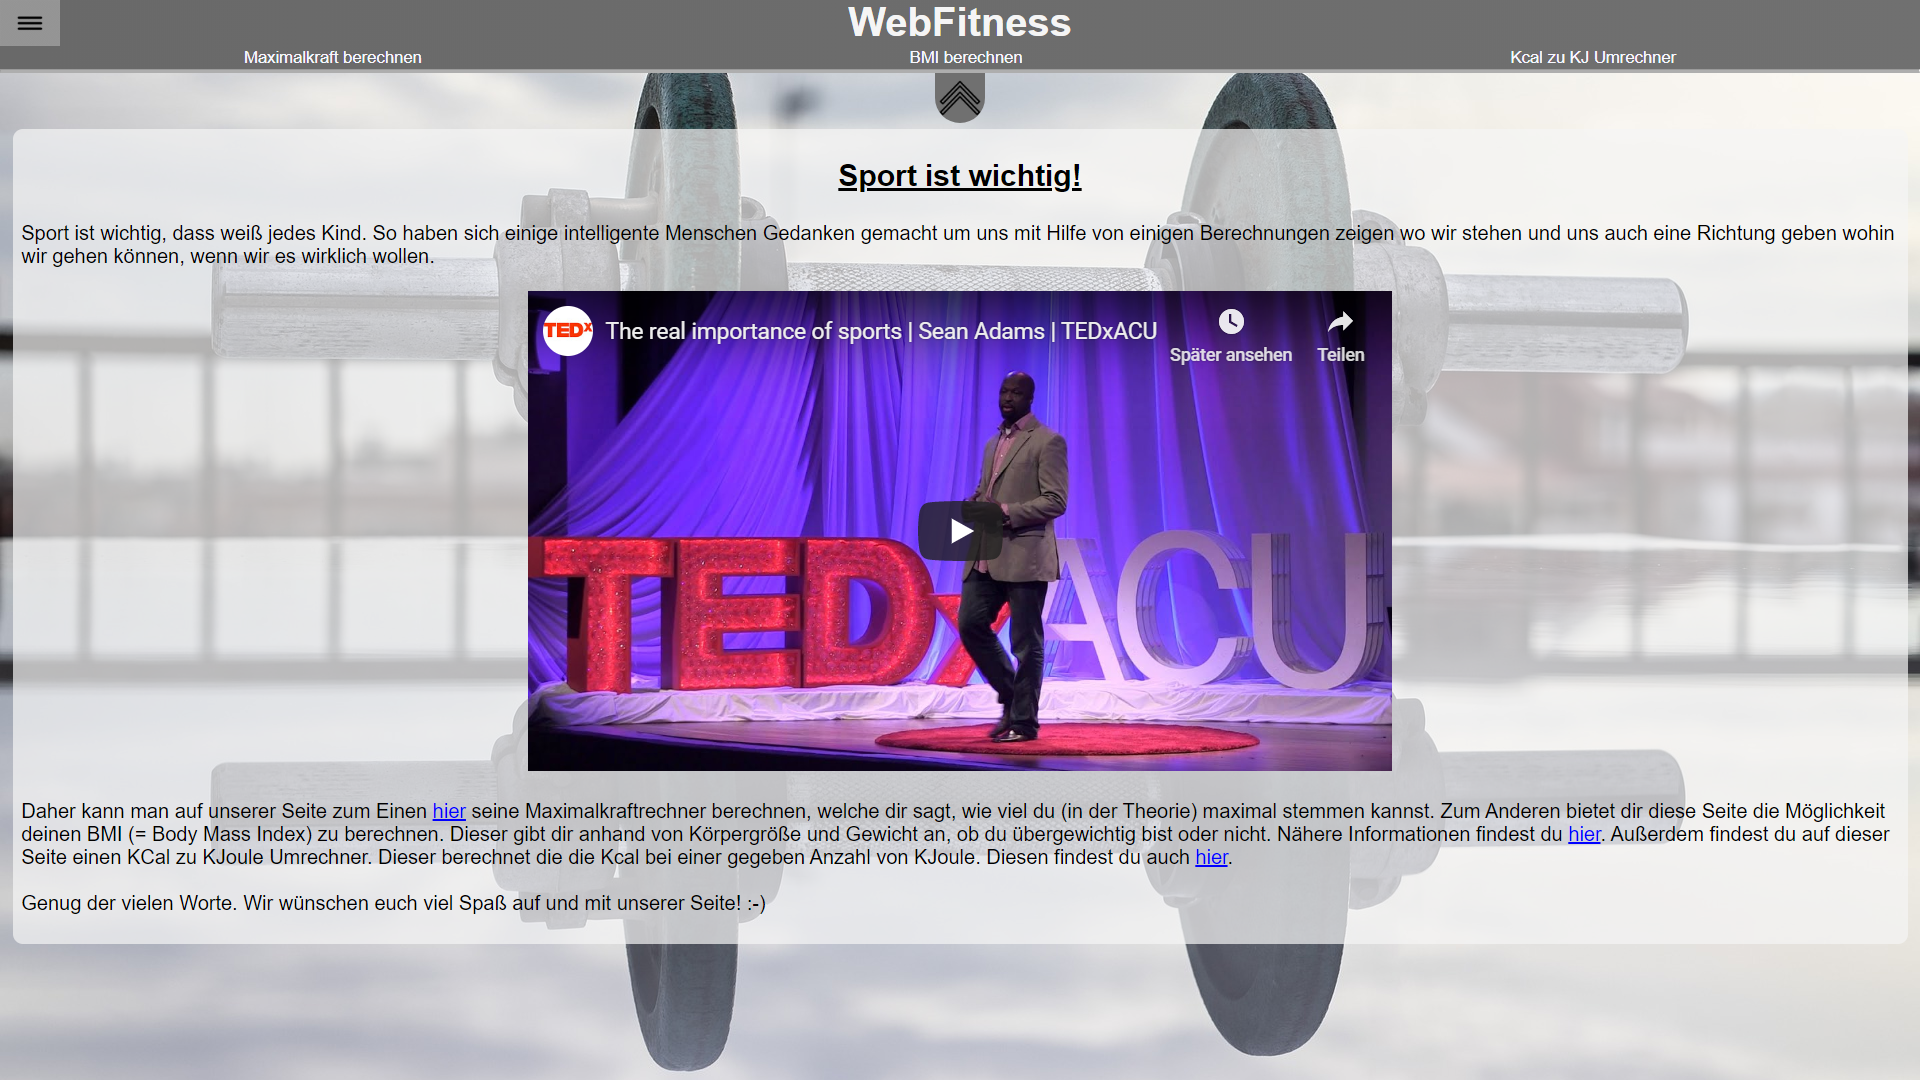 WebFitness
Maximalkraft berechnen
BMI berechnen
Kcal zu KJ Umrechner
Sport ist wichtig!
Sport ist wichtig, dass weiß jedes Kind. So haben sich einige intelligente Menschen Gedanken gemacht um uns mit Hilfe von einigen Berechnungen zeigen wo wir stehen und uns auch eine Richtung geben wohin
wir gehen können, wenn wir es wirklich wollen.
TEDx
The real importance of sports | Sean Adams | TEDxACU
Später ansehen
Teilen
TEDxACU
Daher kann man auf unserer Seite zum Einen hier seine Maximalkraftrechner berechnen, welche dir sagt, wie viel du (in der Theorie) maximal stemmen kannst. Zum Anderen bietet dir diese Seite die Möglichkeit
deinen BMI (= Body Mass Index) zu berechnen. Dieser gibt dir anhand von Körpergröße und Gewicht an, ob du übergewichtig bist oder nicht. Nähere Informationen findest du hier. Außerdem findest du auf dieser
Seite einen KCal zu KJoule Umrechner. Dieser berechnet die die Kcal bei einer gegeben Anzahl von KJoule. Diesen findest du auch hier.
Genug der vielen Worte. Wir wünschen euch viel Spaß auf und mit unserer Seite! :-)